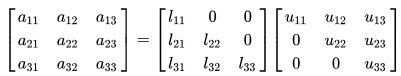 [a₁₁ a₁₂ a₁₃] = [l₁₁ 0 0] [u₁₁ u₁₂ u₁₃]
[a₂₁ a₂₂ a₂₃] = [l₂₁ l₂₂ 0] [0 u₂₂ u₂₃]
[a₃₁ a₃₂ a₃₃] = [l₃₁ l₃₂ l₃₃] [0 0 u₃₃]